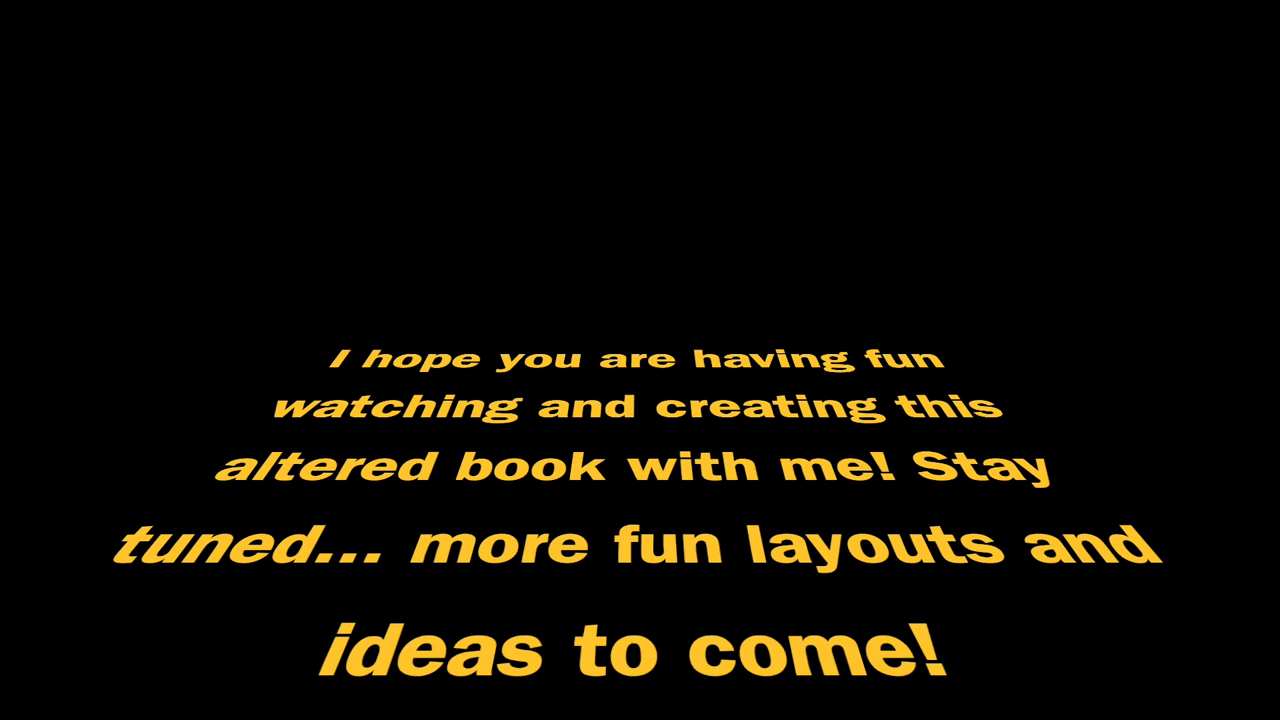 I hope you are having fun
watching and creating this
altered book with me! Stay
tuned... more fun layouts and
ideas to come!